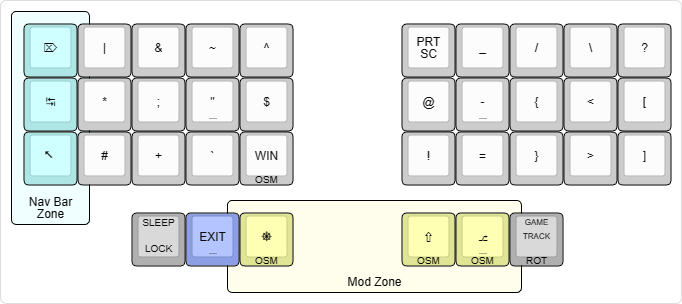 ⌦ | & ~ ^ PRT SC _ / \ ?
↹ * ; " _ $ @ - _ { < [
↖ # + ` WIN OSM ! = } > ]
Nav Bar
Zone
SLEEP LOCK EXIT _ ⎈ OSM ⇧ OSM ⎇ OSM GAME TRACK ROT
Mod Zone